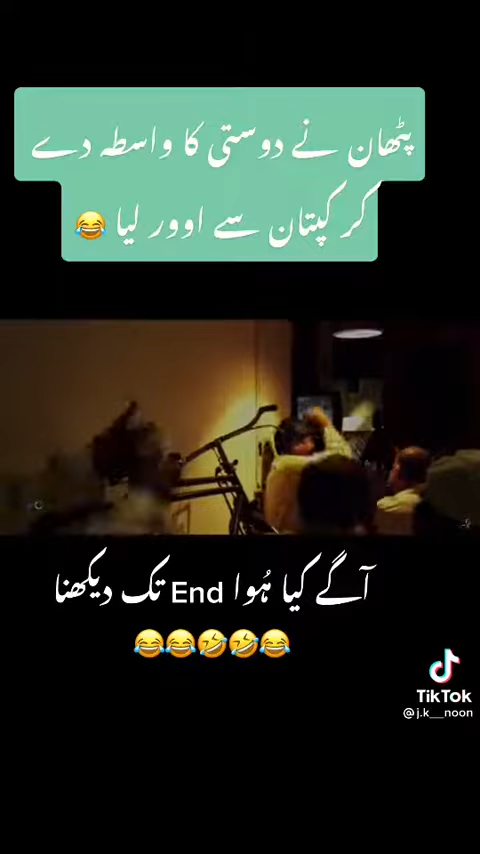 پٹھان نے دوستی کا واسطہ دے
کر کپتان سے اوور لیا 😂
آگے کیا ہُوا End تک دیکھنا
😂😂🤣🤣😂
TikTok
@j.k__noon